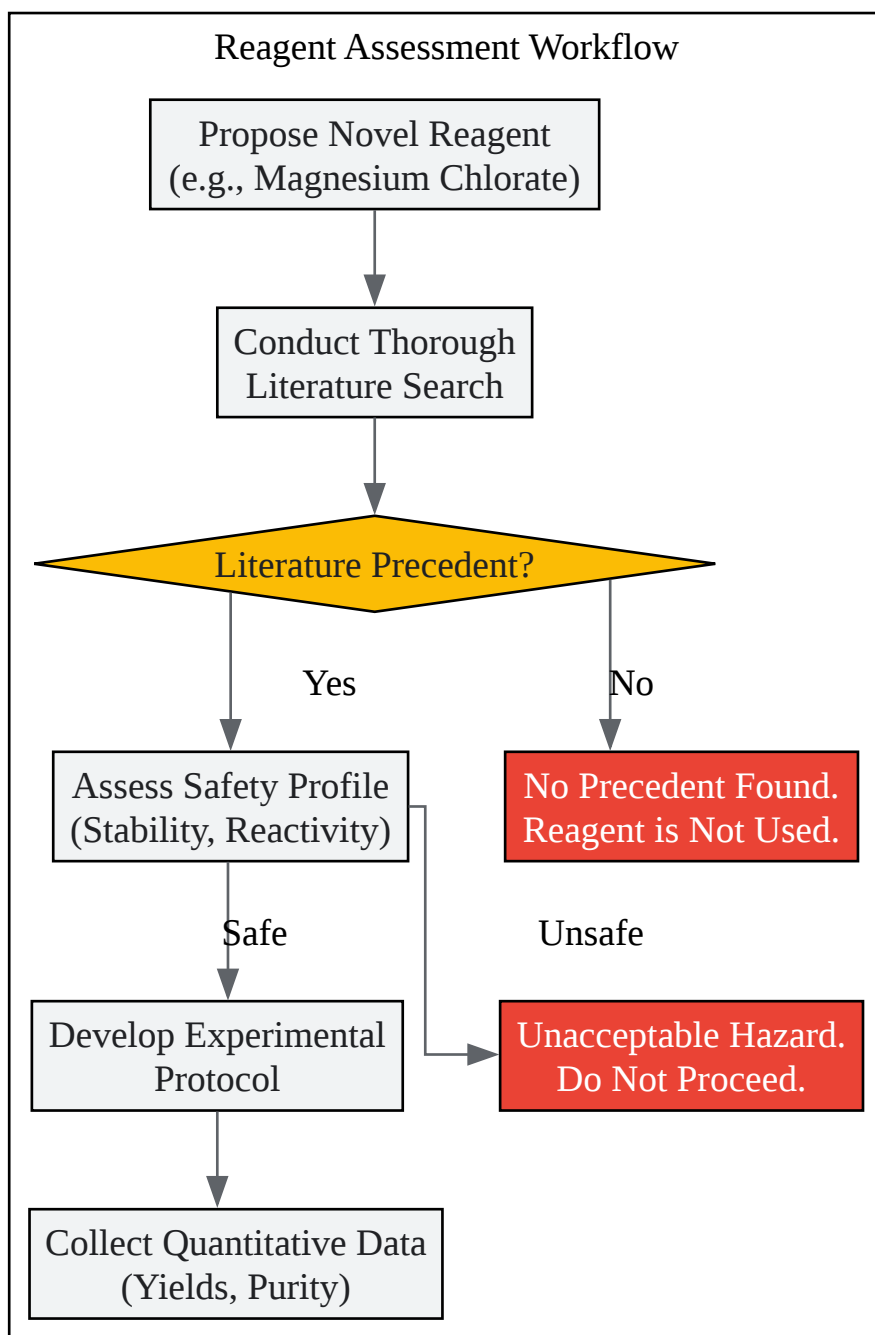 Reagent Assessment Workflow
Propose Novel Reagent
(e.g., Magnesium Chlorate)
Conduct Thorough
Literature Search
Literature Precedent?
Yes
No
Assess Safety Profile
(Stability, Reactivity)
No Precedent Found.
Reagent is Not Used.
Safe
Unsafe
Develop Experimental
Protocol
Unacceptable Hazard.
Do Not Proceed.
Collect Quantitative Data
(Yields, Purity)